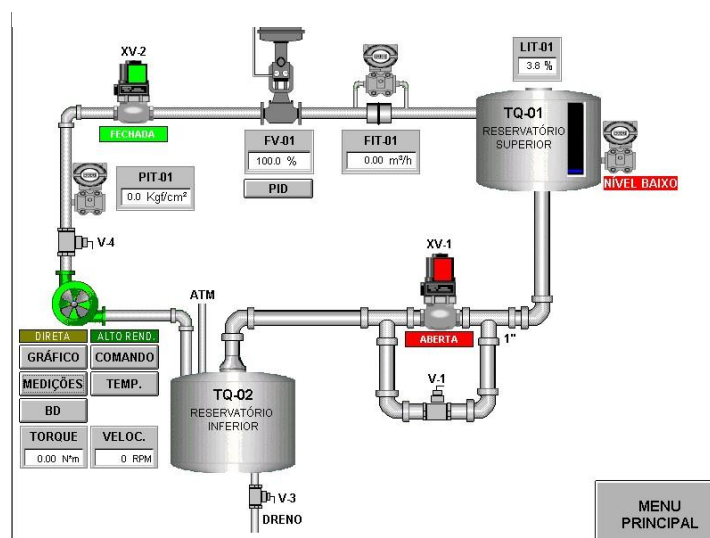 XV-2
FECHADA
FV-01
100.0 %
PID
FIT-01
0.00 m³/h
LIT-01
3.8 %
TQ-01
RESERVATÓRIO
SUPERIOR
NÍVEL BAIXO
PIT-01
0.0 Kgf/cm²
V-4
XV-1
ABERTA
1"
V-1
ATM
DIRETA
ALTO REND.
GRÁFICO
COMANDO
MEDIÇÕES
TEMP.
BD
TORQUE
0.00 N*m
VELOC.
0 RPM
TQ-02
RESERVATÓRIO
INFERIOR
V-3
DRENO
MENU
PRINCIPAL